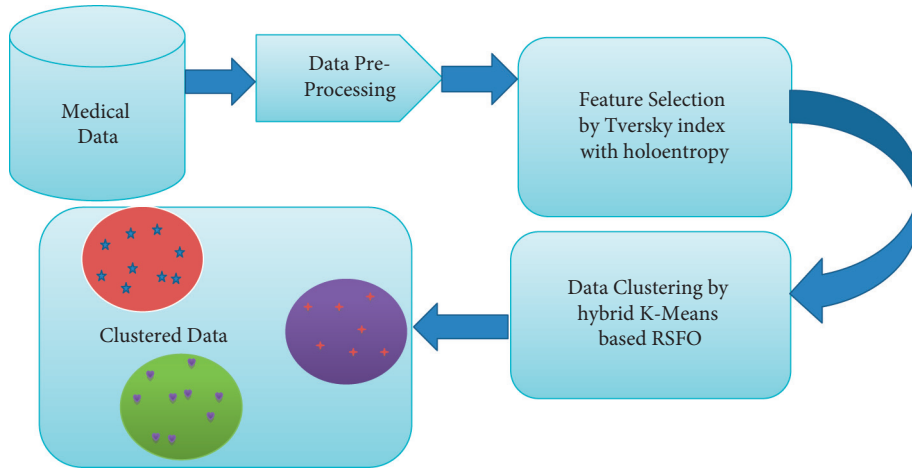 Medical
Data
Data Pre-
Processing
Feature Selection
by Tversky index
with holoentropy
Data Clustering by
hybrid K-Means
based RSFO
Clustered Data